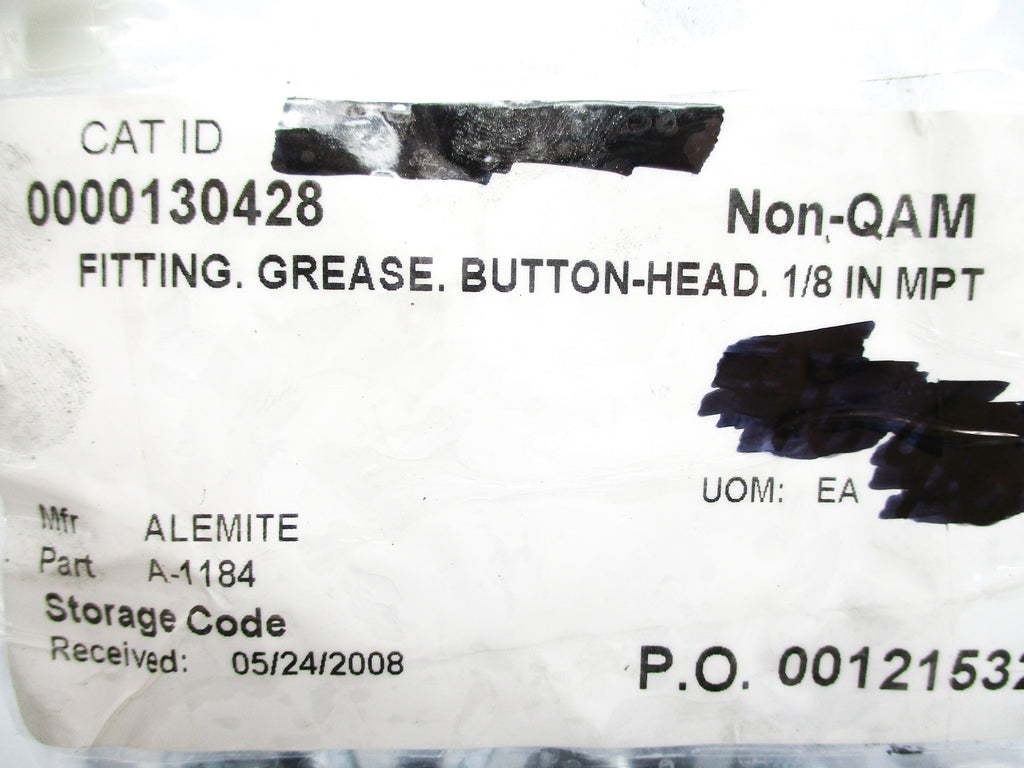 CAT ID
0000130428
Non-QAM
FITTING. GREASE. BUTTON-HEAD. 1/8 IN MPT
UOM: EA
Mfr ALEMITE
Part A-1184
Storage Code
Received: 05/24/2008
P.O. 00121532